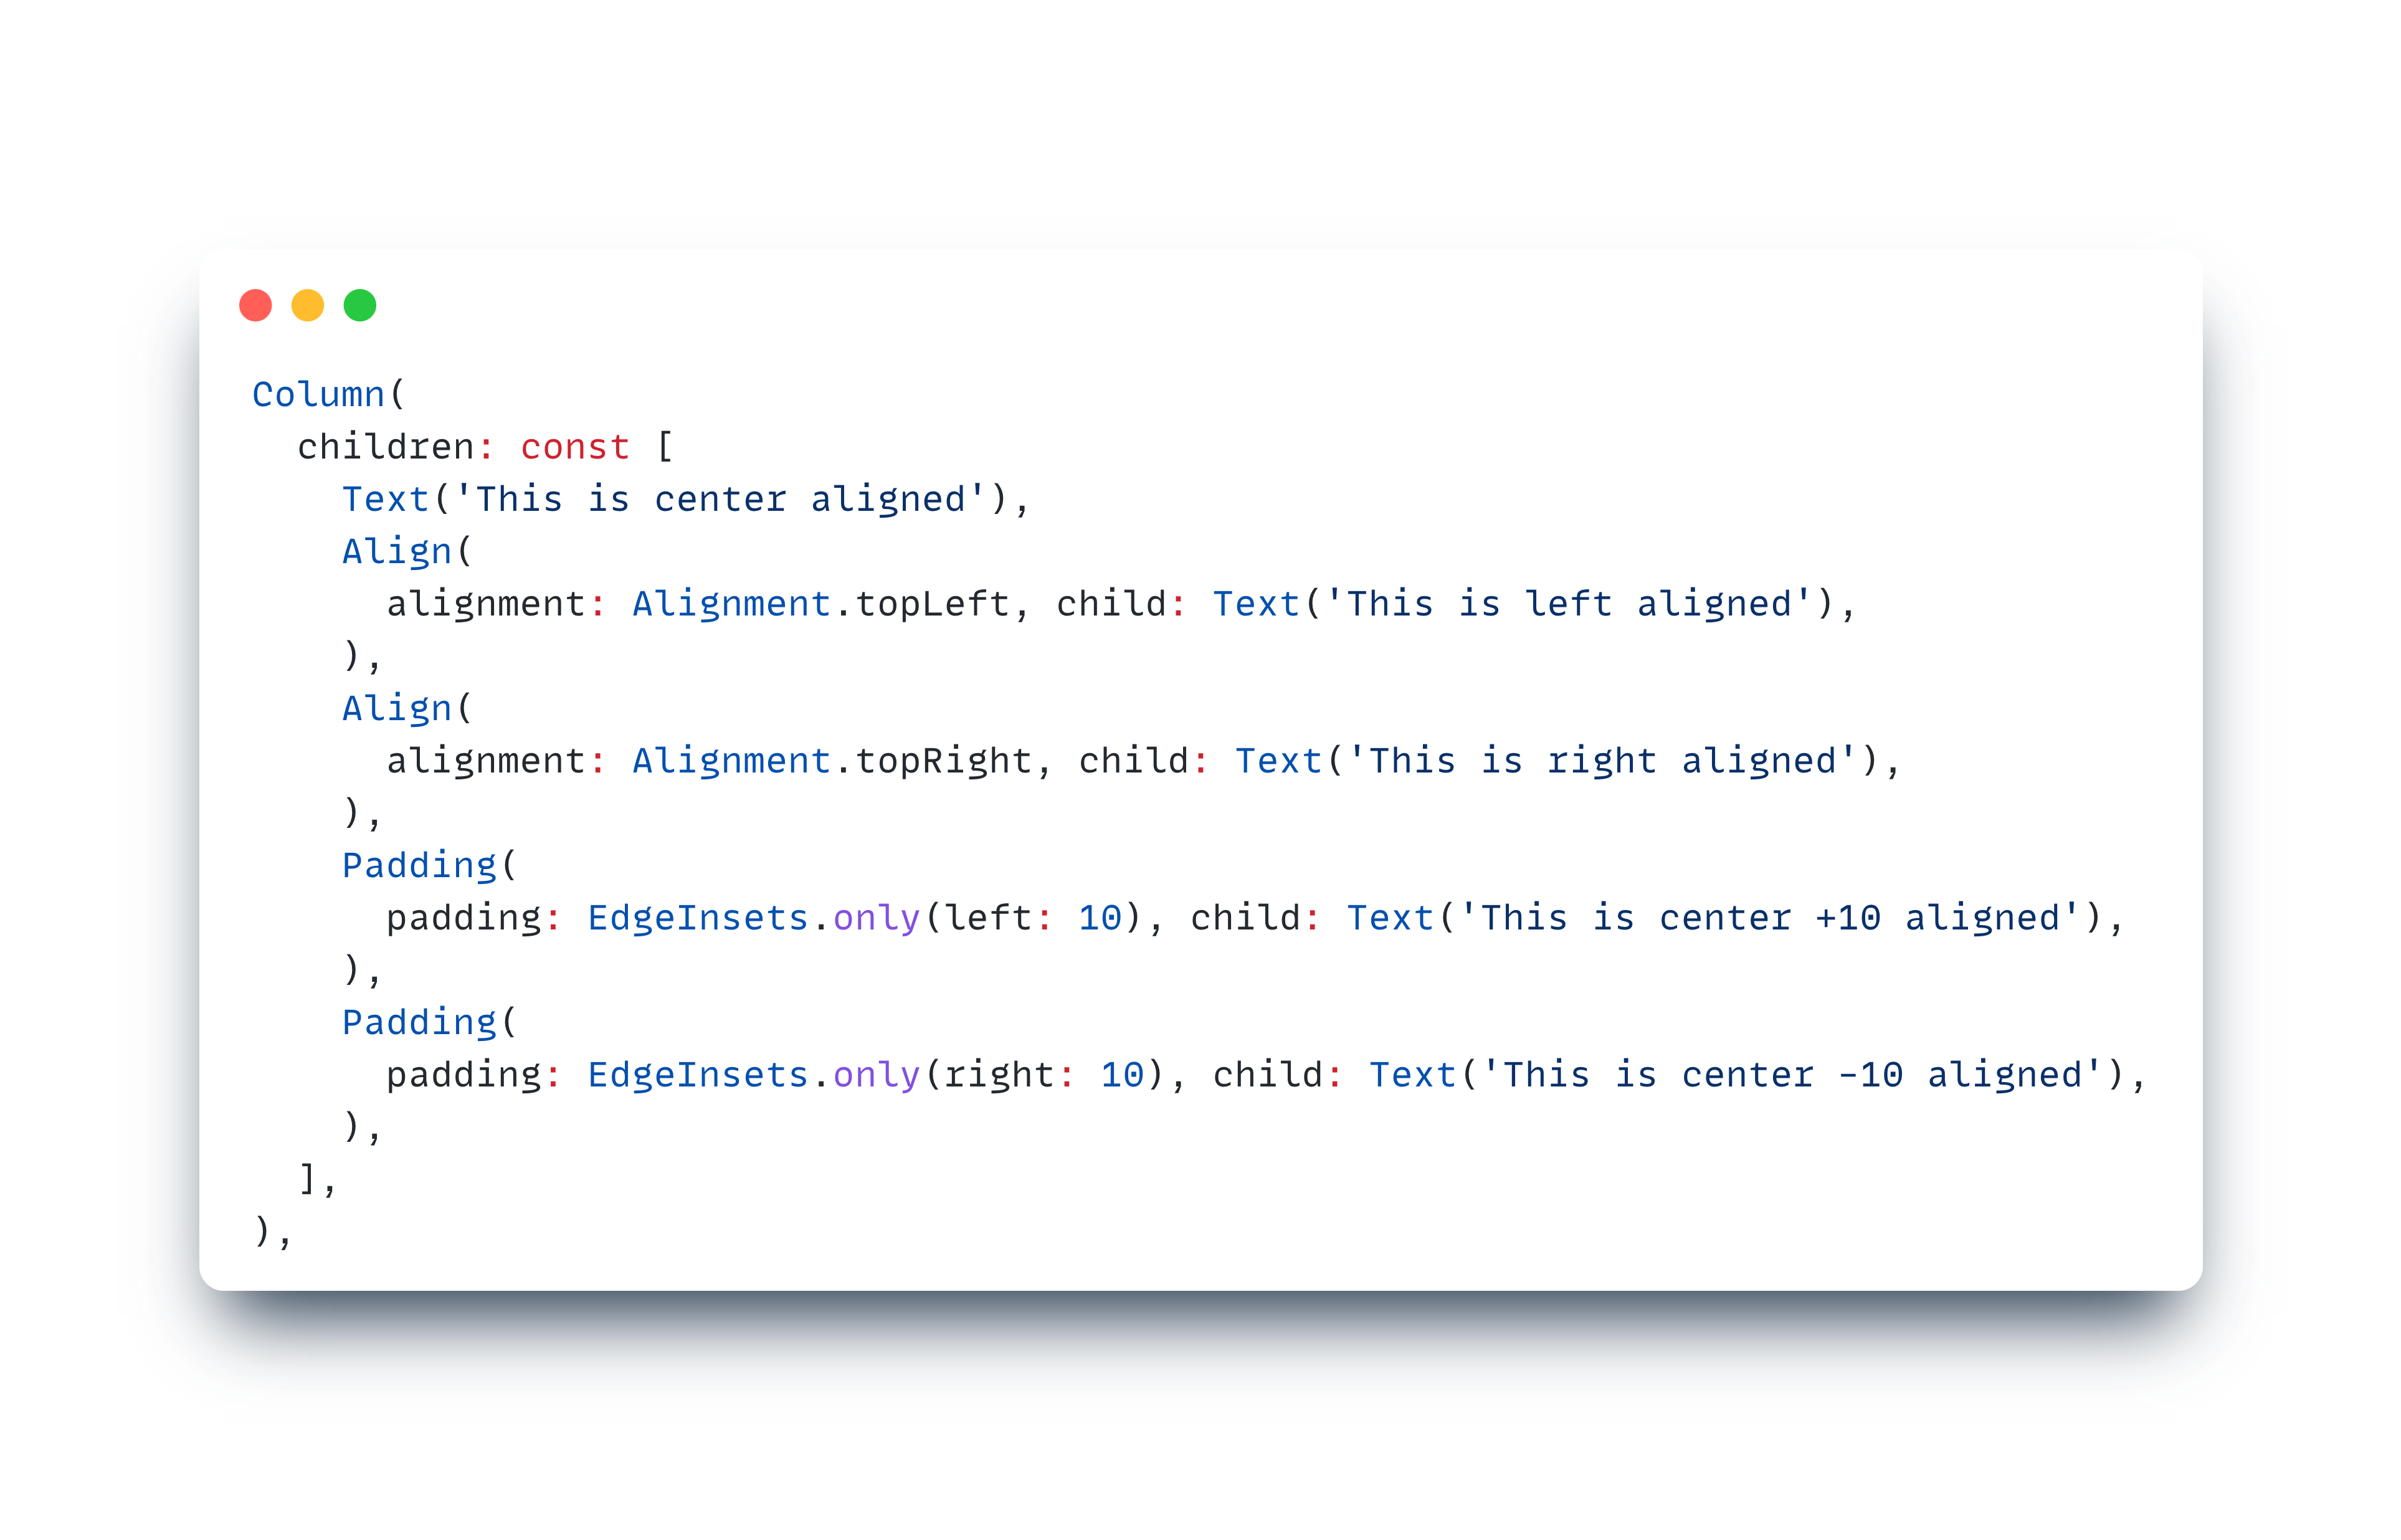 Column(
  children: const [
    Text('This is center aligned'),
    Align(
      alignment: Alignment.topLeft, child: Text('This is left aligned'),
    ),
    Align(
      alignment: Alignment.topRight, child: Text('This is right aligned'),
    ),
    Padding(
      padding: EdgeInsets.only(left: 10), child: Text('This is center +10 aligned'),
    ),
    Padding(
      padding: EdgeInsets.only(right: 10), child: Text('This is center -10 aligned'),
    ),
  ],
),